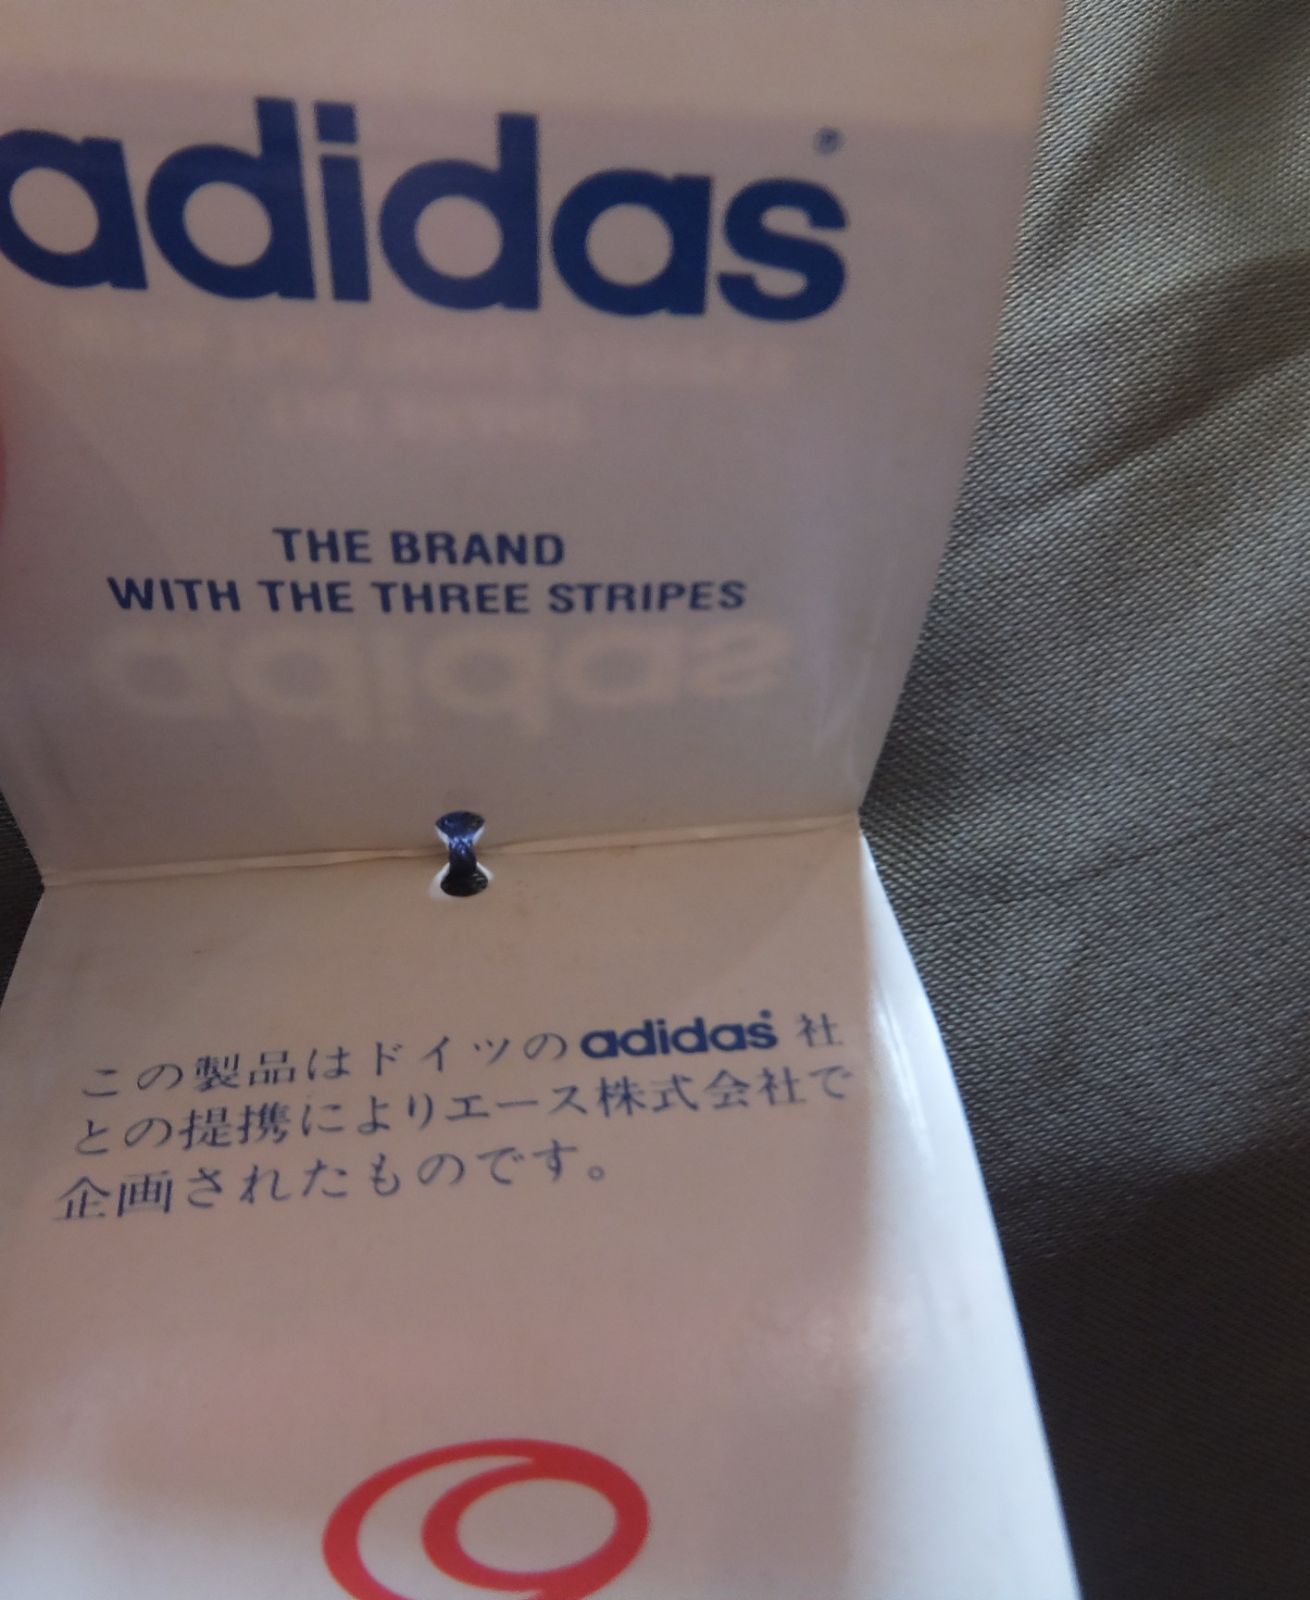 adidas®
THE BRAND
WITH THE THREE STRIPES
この製品はドイツのadidas社
との提携によりエース株式会社で
企画されたものです。